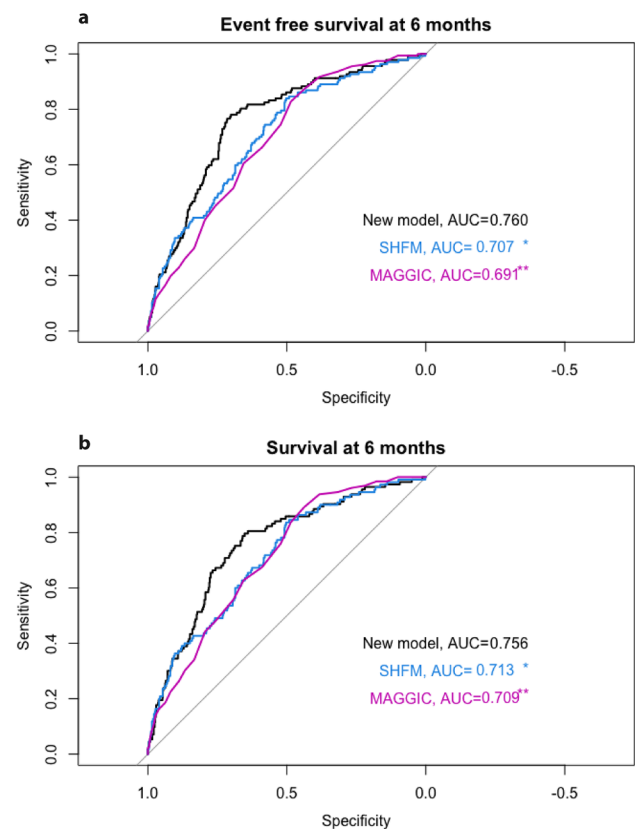 a
Event free survival at 6 months
1.0
0.8
0.6
0.4
0.2
0.0
Sensitivity
New model, AUC=0.760
SHFM, AUC= 0.707 *
MAGGIC, AUC=0.691**
1.0 0.5 0.0 -0.5
Specificity
b
Survival at 6 months
1.0
0.8
0.6
0.4
0.2
0.0
Sensitivity
New model, AUC=0.756
SHFM, AUC= 0.713 *
MAGGIC, AUC=0.709**
1.0 0.5 0.0 -0.5
Specificity